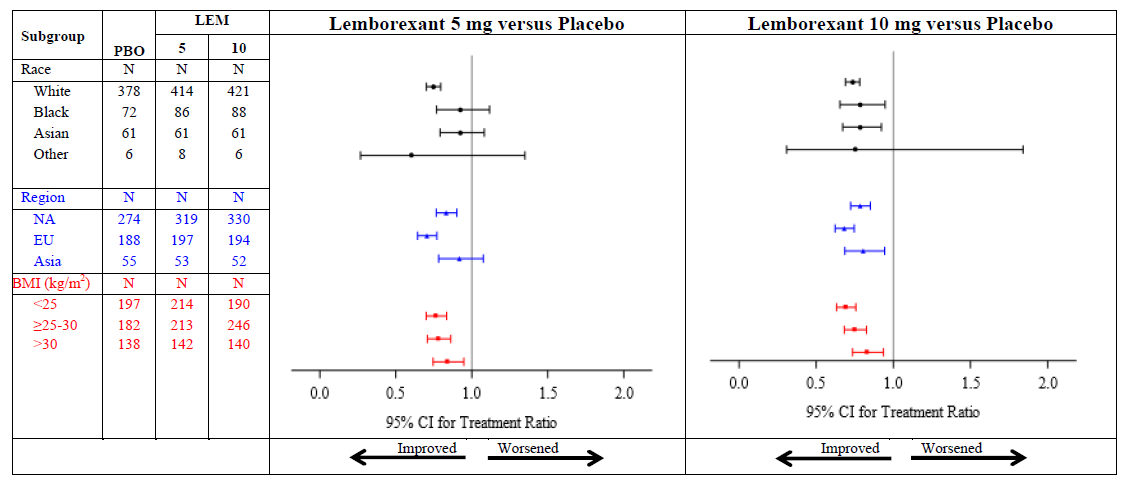 Subgroup PBO LEM Lemborexant 5 mg versus Placebo Lemborexant 10 mg versus Placebo
5 10
Race N N N
White 378 414 421
Black 72 86 88
Asian 61 61 61
Other 6 8 6
Region N N N
NA 274 319 330
EU 188 197 194
Asia 55 53 52
BMI (kg/m²) N N N
<25 197 214 190
≥25-30 182 213 246
>30 138 142 140
0.0 0.5 1.0 1.5 2.0
95% CI for Treatment Ratio
0.0 0.5 1.0 1.5 2.0
95% CI for Treatment Ratio
Improved Worsened
Improved Worsened